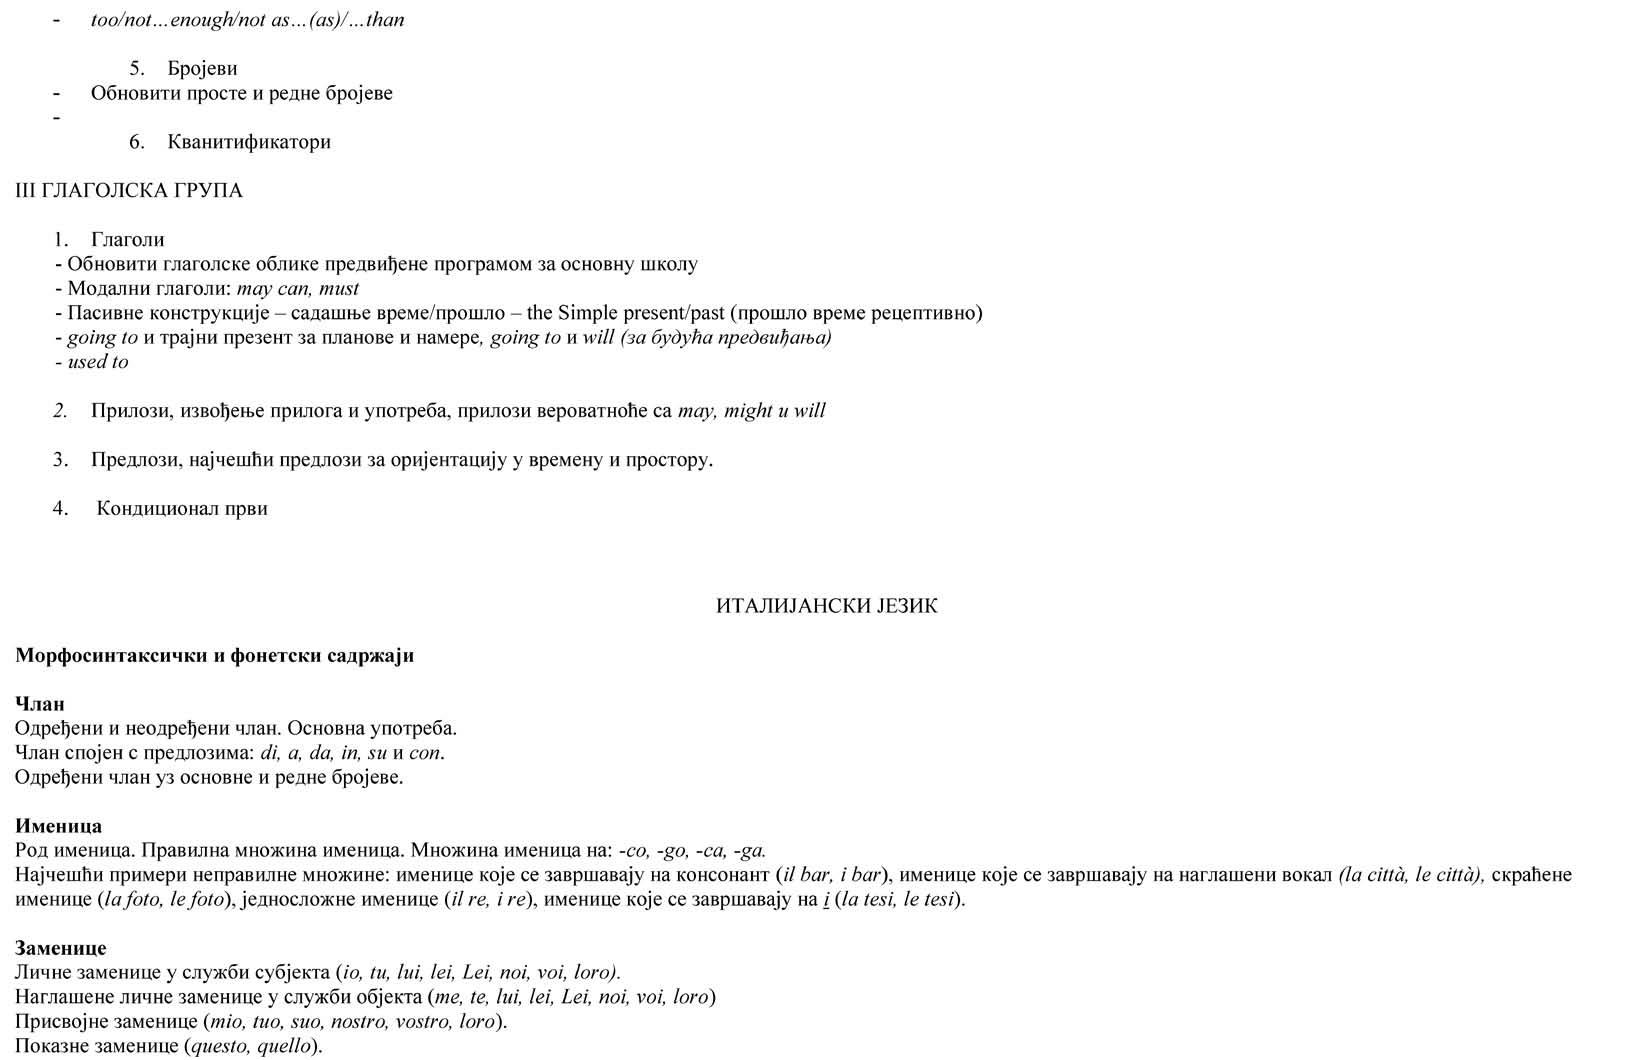 - too/not…enough/not as…(as)/…than
5. Бројеви
- Обновити просте и редне бројеве
-
6. Кванитификатори
III ГЛАГОЛСКА ГРУПА
1. Глаголи
- Обновити глаголске облике предвиђене програмом за основну школу
- Модални глаголи: may can, must
- Пасивне конструкције – садашње време/прошло – the Simple present/past (прошло време рецептивно)
- going to и трајни презент за планове и намере, going to и will (за будућа предвиђања)
- used to
2. Прилози, извођење прилога и употреба, прилози вероватноће са may, might и will
3. Предлози, најчешћи предлози за оријентацију у времену и простору.
4. Кондиционал први
ИТАЛИЈАНСКИ ЈЕЗИК
Морфосинтаксички и фонетски садржаји
Члан
Одређени и неодређени члан. Основна употреба.
Члан спојен с предлозима: di, a, da, in, su и con.
Одређени члан уз основне и редне бројеве.
Именица
Род именица. Правилна множина именица. Множина именица на: -co, -go, -ca, -ga.
Најчешћи примери неправилне множине: именице које се завршавају на консонант (il bar, i bar), именице које се завршавају на наглашени вокал (la città, le città), скраћене
именице (la foto, le foto), једносложне именице (il re, i re), именице које се завршавају на i (la tesi, le tesi).
Заменице
Личне заменице у служби субјекта (io, tu, lui, lei, Lei, noi, voi, loro).
Наглашене личне заменице у служби објекта (me, te, lui, lei, Lei, noi, voi, loro)
Присвојне заменице (mio, tuo, suo, nostro, vostro, loro).
Показне заменице (questo, quello).